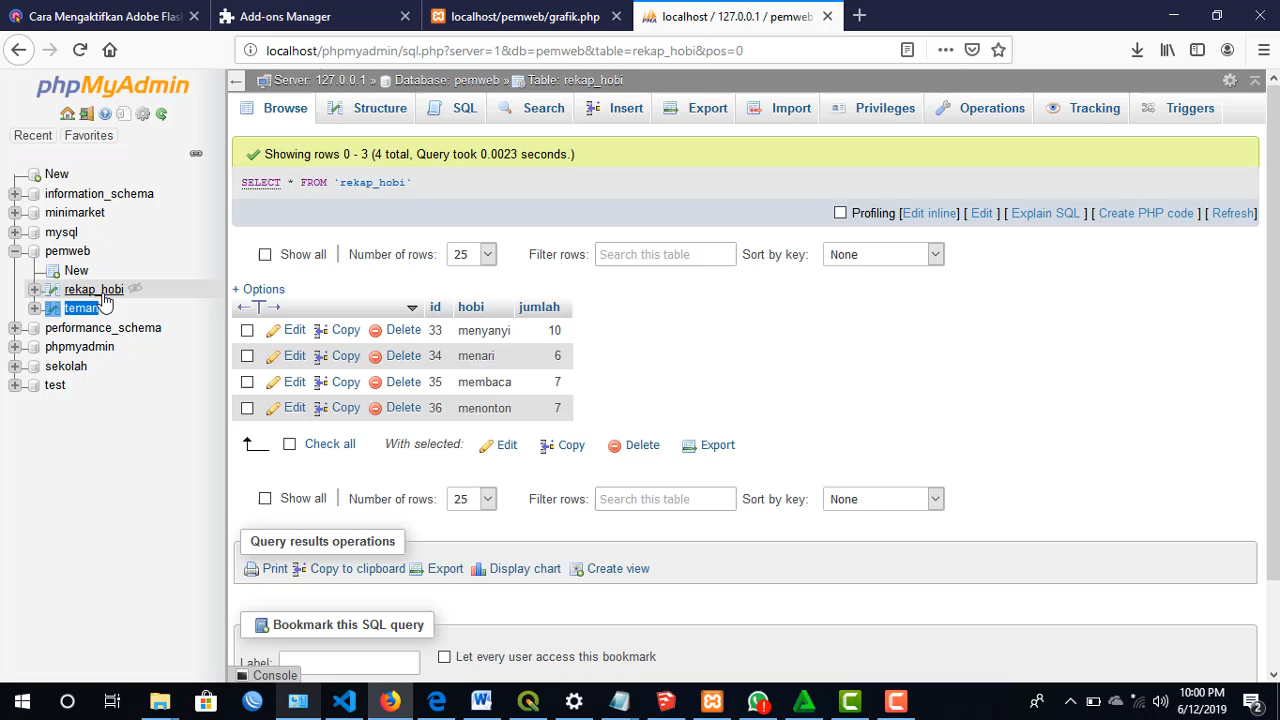 Cara Mengaktifkan Adobe Flas
Add-ons Manager
localhost/pemweb/grafik.php
localhost / 127.0.0.1 / pemweb
localhost/phpmyadmin/sql.php?server=1&db=pemweb&table=rekap_hobi&pos=0
phpMyAdmin
Recent
Favorites
New
information_schema
minimarket
mysql
pemweb
New
rekap_hobi
teman
performance_schema
phpmyadmin
sekolah
test
Server: 127.0.0.1 » Database: pemweb » Table: rekap_hobi
Browse Structure SQL Search Insert Export Import Privileges Operations Tracking Triggers
Showing rows 0 - 3 (4 total, Query took 0.0023 seconds.)
SELECT * FROM `rekap_hobi`
Profiling [Edit inline] [ Edit ] [ Explain SQL ] [ Create PHP code ] [ Refresh]
Show all Number of rows: 25 Filter rows: Search this table Sort by key: None
+ Options
←T→ id hobi jumlah
Edit Copy Delete 33 menyanyi 10
Edit Copy Delete 34 menari 6
Edit Copy Delete 35 membaca 7
Edit Copy Delete 36 menonton 7
Check all With selected: Edit Copy Delete Export
Show all Number of rows: 25 Filter rows: Search this table Sort by key: None
Query results operations
Print Copy to clipboard Export Display chart Create view
Bookmark this SQL query
Label: Let every user access this bookmark
Console
10:00 PM
6/12/2019
2